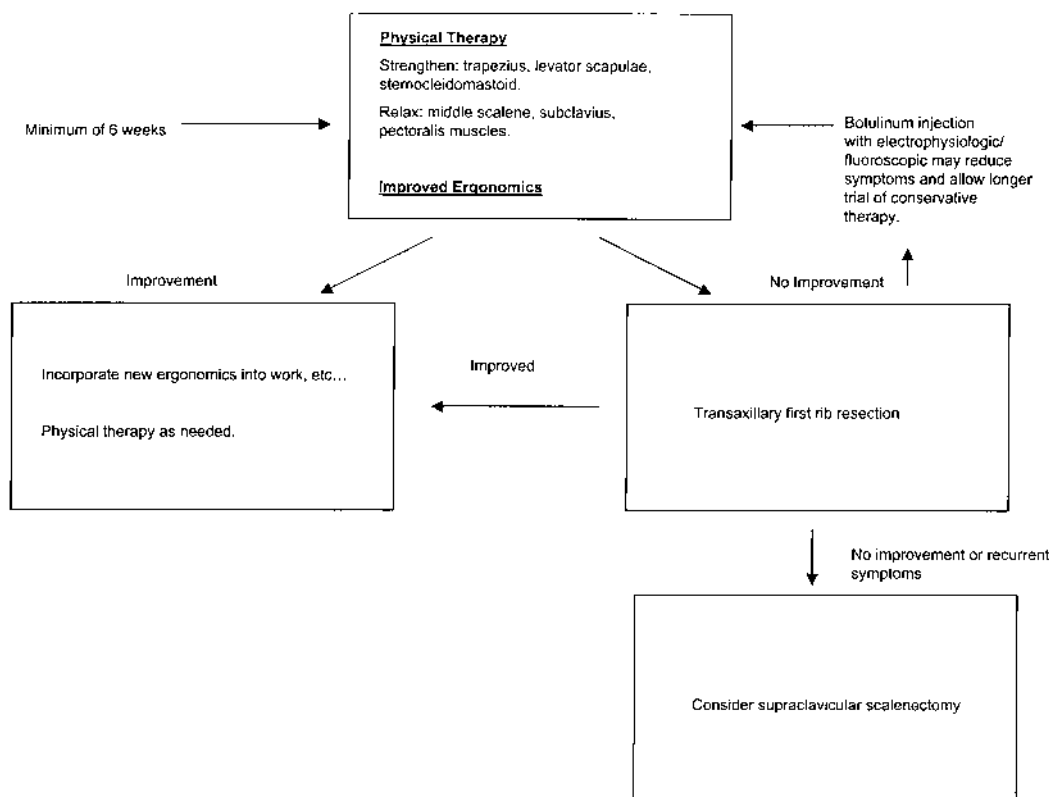 Physical Therapy
Strengthen: trapezius, levator scapulae,
sternocleidomastoid.
Relax: middle scalene, subclavius,
pectoralis muscles.
Improved Ergonomics
Minimum of 6 weeks
Botulinum injection
with electrophysiologic/
fluoroscopic may reduce
symptoms and allow longer
trial of conservative
therapy.
Improvement
No Improvement
Incorporate new ergonomics into work, etc...
Physical therapy as needed.
Improved
Transaxillary first rib resection
No improvement or recurrent
symptoms
Consider supraclavicular scalenectomy